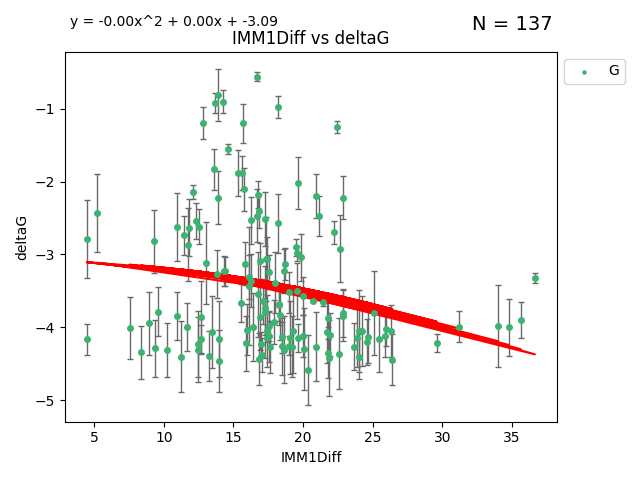 y = -0.00x^2 + 0.00x + -3.09
N = 137
IMM1Diff vs deltaG
G
−1
−2
−3
−4
−5
deltaG
5 10 15 20 25 30 35
IMM1Diff